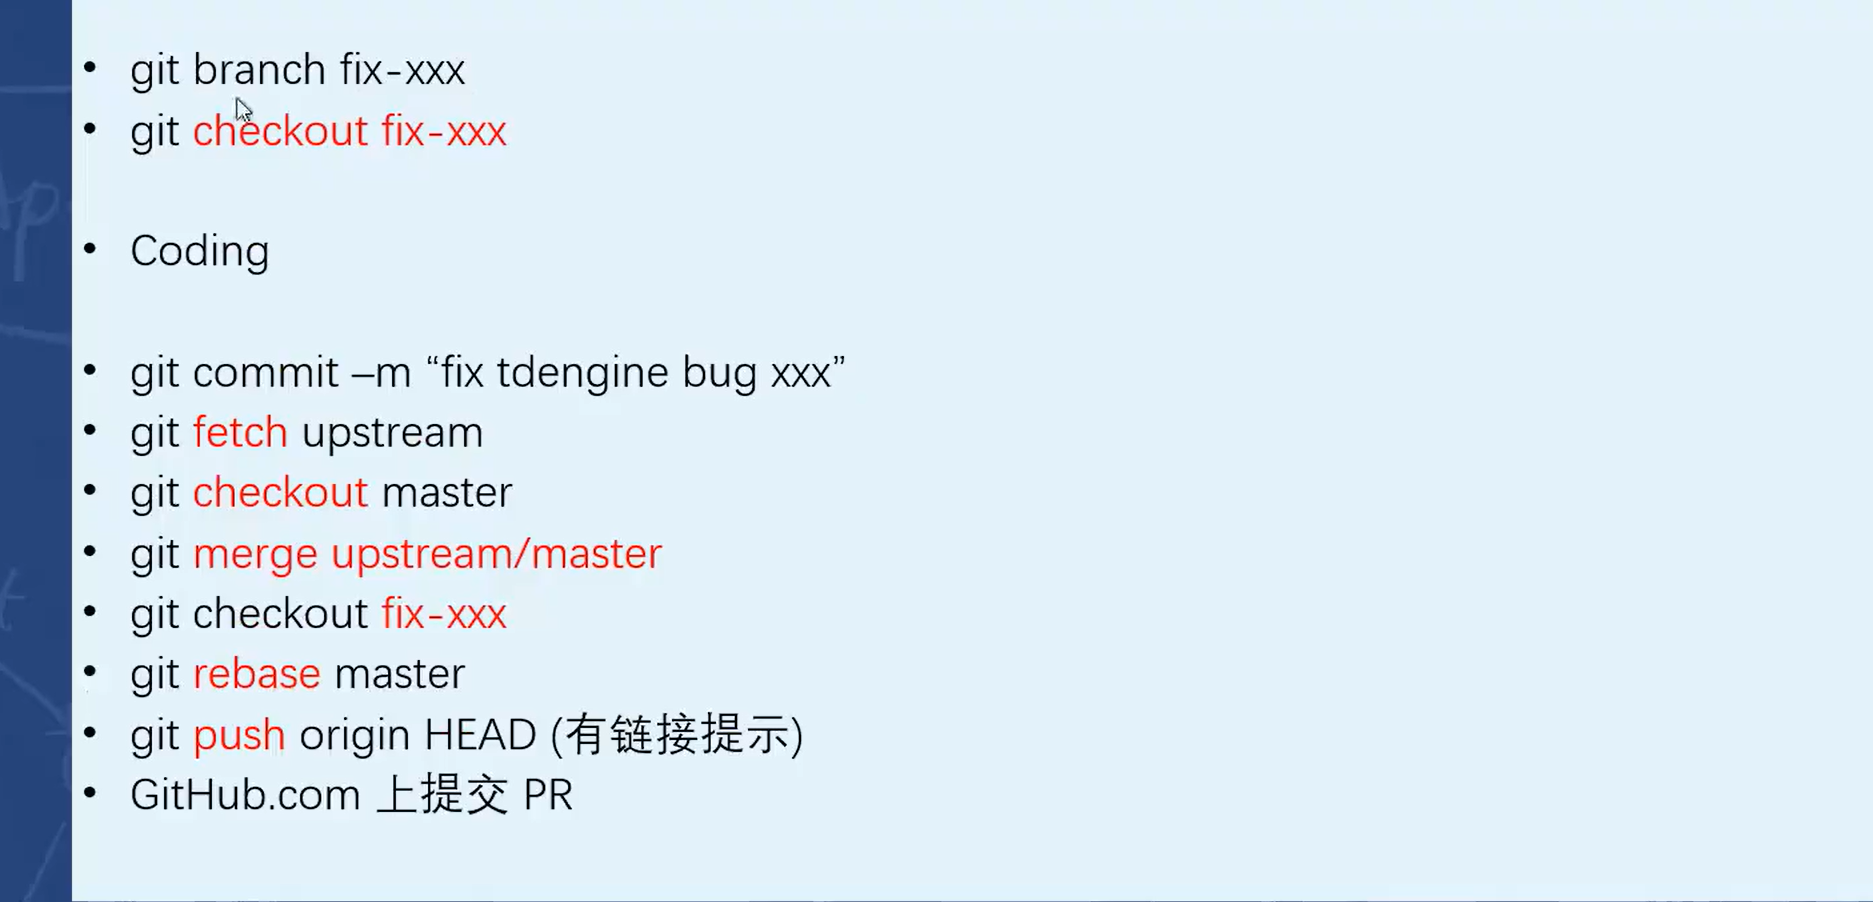 • git branch fix-xxx
• git checkout fix-xxx
• Coding
• git commit –m “fix tdengine bug xxx”
• git fetch upstream
• git checkout master
• git merge upstream/master
• git checkout fix-xxx
• git rebase master
• git push origin HEAD (有链接提示)
• GitHub.com 上提交 PR